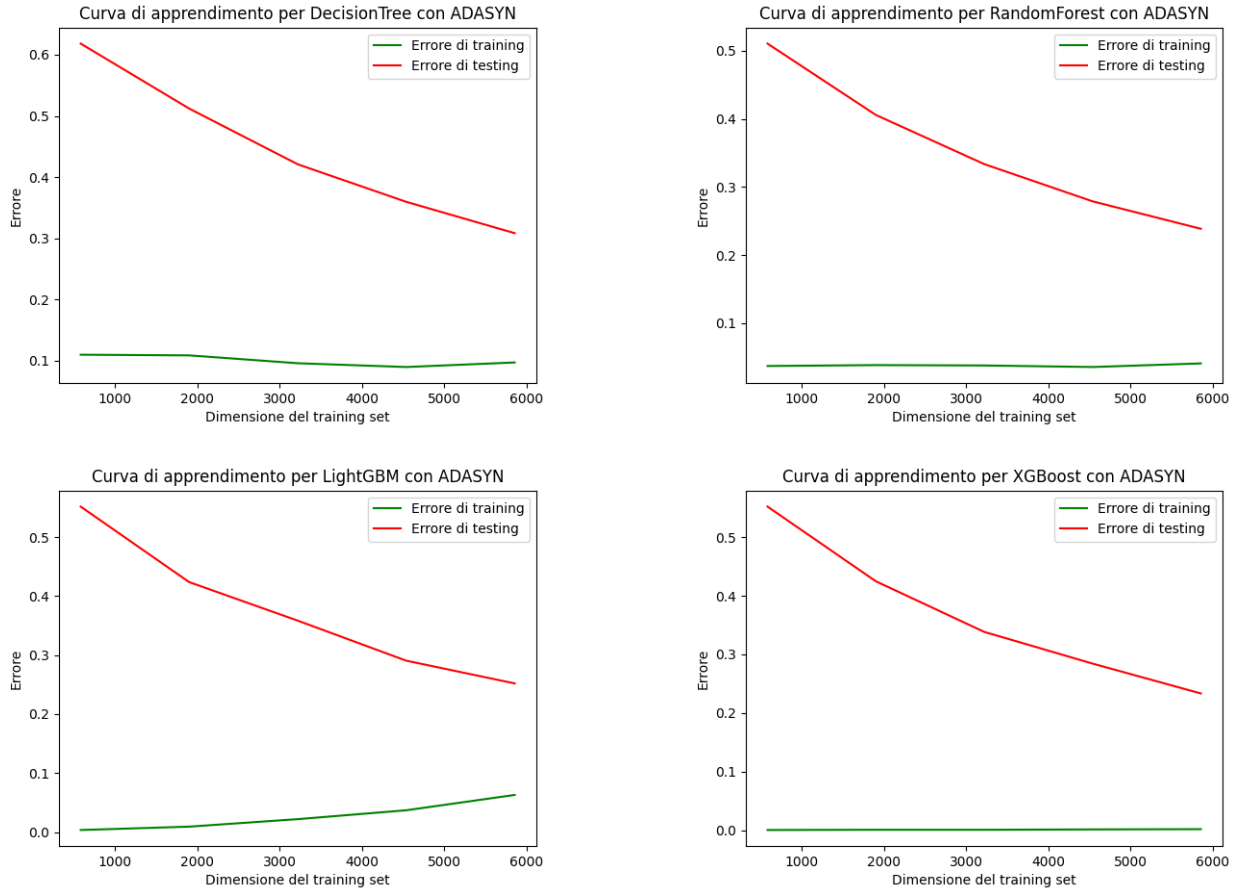 Curva di apprendimento per DecisionTree con ADASYN
Errore di training
Errore di testing
0.6
0.5
0.4
0.3
0.2
0.1
Errore
1000 2000 3000 4000 5000 6000
Dimensione del training set
Curva di apprendimento per RandomForest con ADASYN
Errore di training
Errore di testing
0.5
0.4
0.3
0.2
0.1
Errore
1000 2000 3000 4000 5000 6000
Dimensione del training set
Curva di apprendimento per LightGBM con ADASYN
Errore di training
Errore di testing
0.5
0.4
0.3
0.2
0.1
0.0
Errore
1000 2000 3000 4000 5000 6000
Dimensione del training set
Curva di apprendimento per XGBoost con ADASYN
Errore di training
Errore di testing
0.5
0.4
0.3
0.2
0.1
0.0
Errore
1000 2000 3000 4000 5000 6000
Dimensione del training set